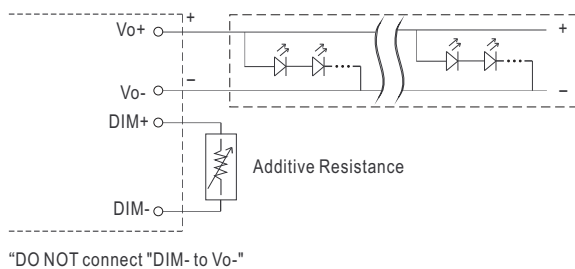 Vo+
+
+
Vo-
−
−
DIM+
Additive Resistance
DIM-
“DO NOT connect "DIM- to Vo-"